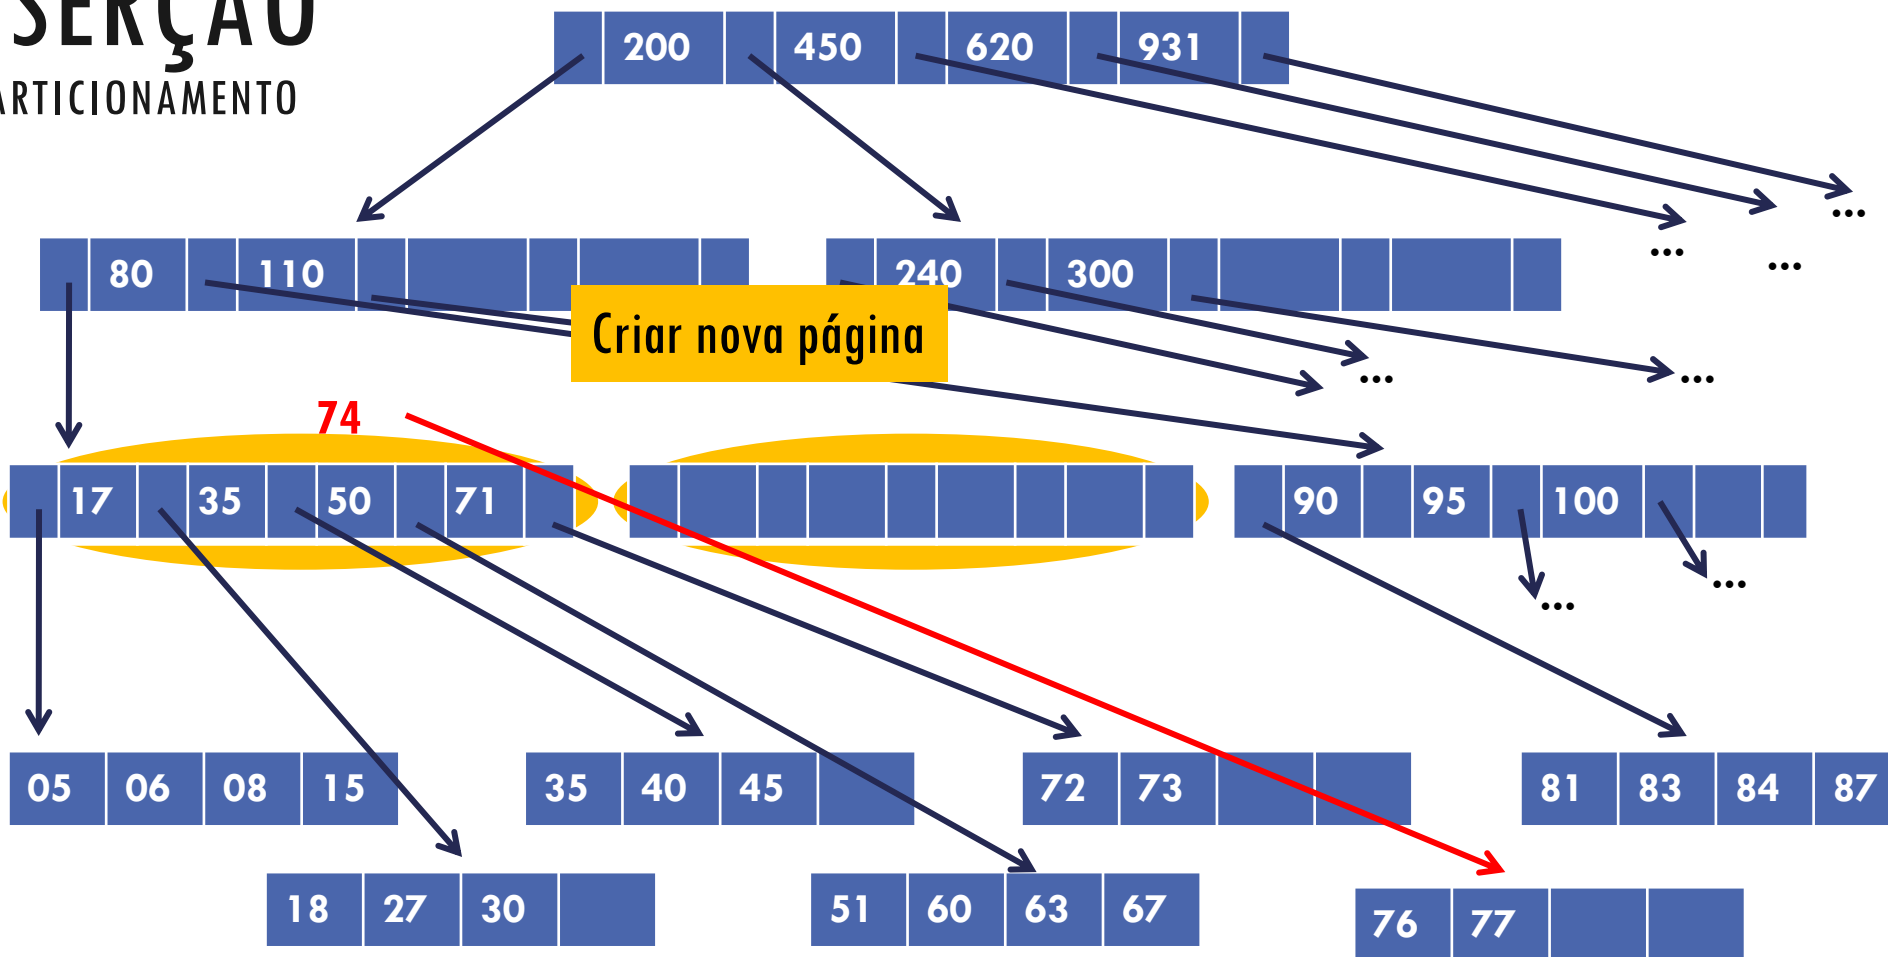 SERÇÃO
ARTICIONAMENTO
200 450 620 931
...
80 110 240 300
... ...
Criar nova página
... ...
74
17 35 50 71 90 95 100
...
...
05 06 08 15 35 40 45 72 73 81 83 84 87
18 27 30 51 60 63 67 76 77